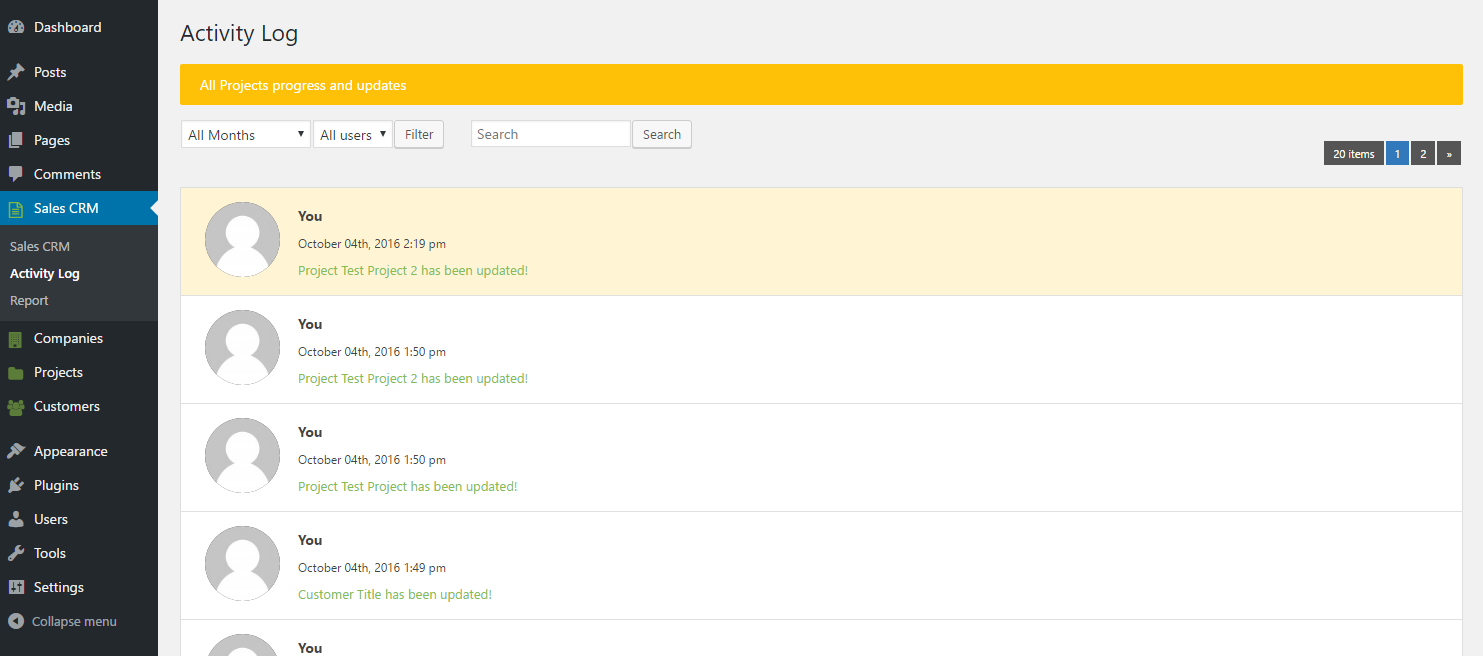 Dashboard
Posts
Media
Pages
Comments
Sales CRM
Sales CRM
Activity Log
Report
Companies
Projects
Customers
Appearance
Plugins
Users
Tools
Settings
Collapse menu
Activity Log
All Projects progress and updates
All Months All users Filter Search Search
20 items 1 2 »
You
October 04th, 2016 2:19 pm
Project Test Project 2 has been updated!
You
October 04th, 2016 1:50 pm
Project Test Project 2 has been updated!
You
October 04th, 2016 1:50 pm
Project Test Project has been updated!
You
October 04th, 2016 1:49 pm
Customer Title has been updated!
You